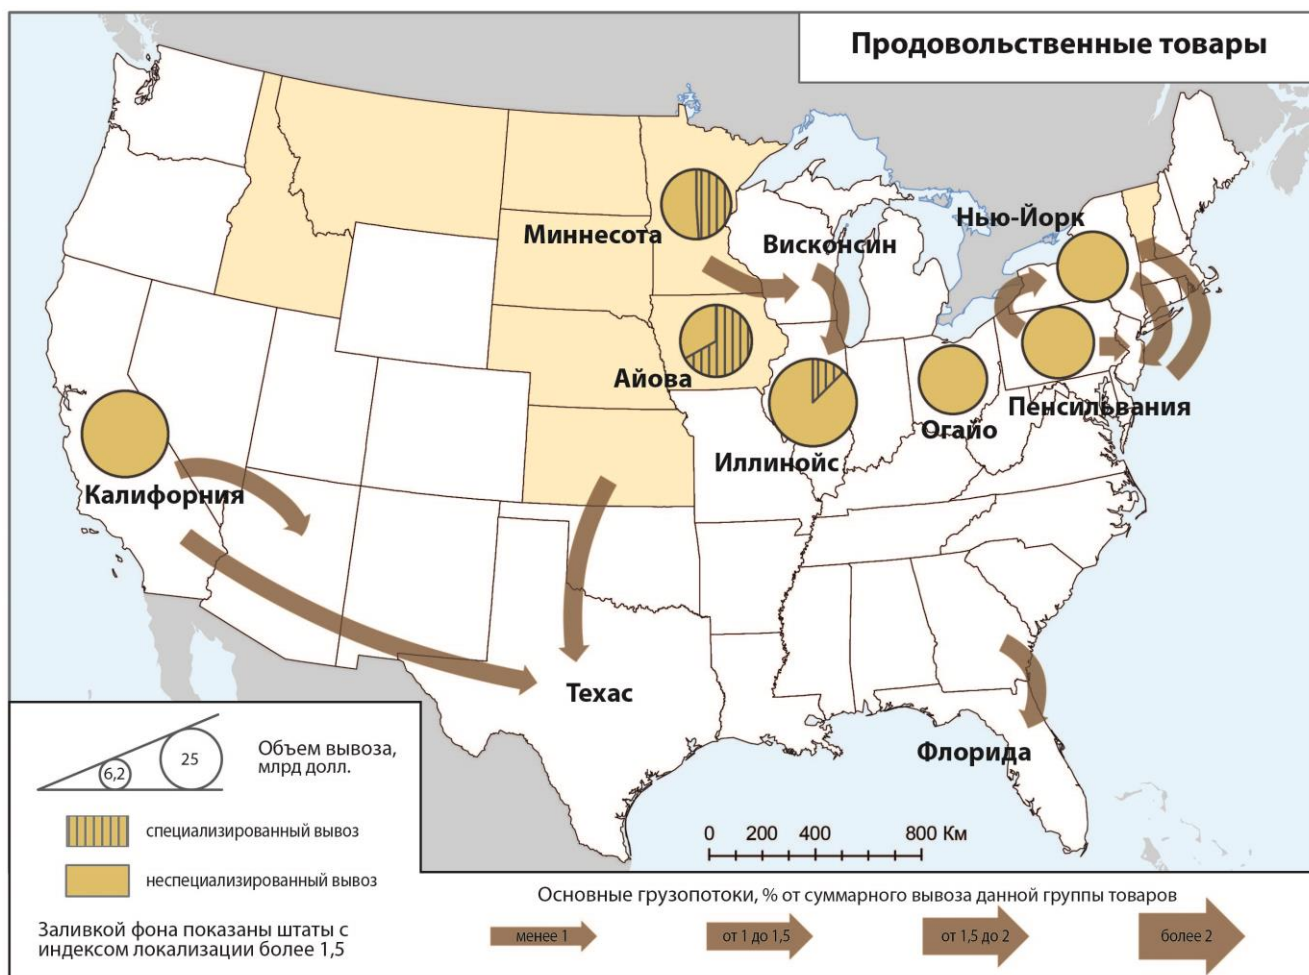 Продовольственные товары
Нью-Йорк
Миннесота
Висконсин
Айова
Пенсильвания
Огайо
Иллинойс
Калифорния
Техас
Флорида
6,2
25
Объем вывоза,
млрд долл.
специализированный вывоз
неспециализированный вывоз
Заливкой фона показаны штаты с
индексом локализации более 1,5
0 200 400 800 Км
Основные грузопотоки, % от суммарного вывоза данной группы товаров
менее 1
от 1 до 1,5
от 1,5 до 2
более 2